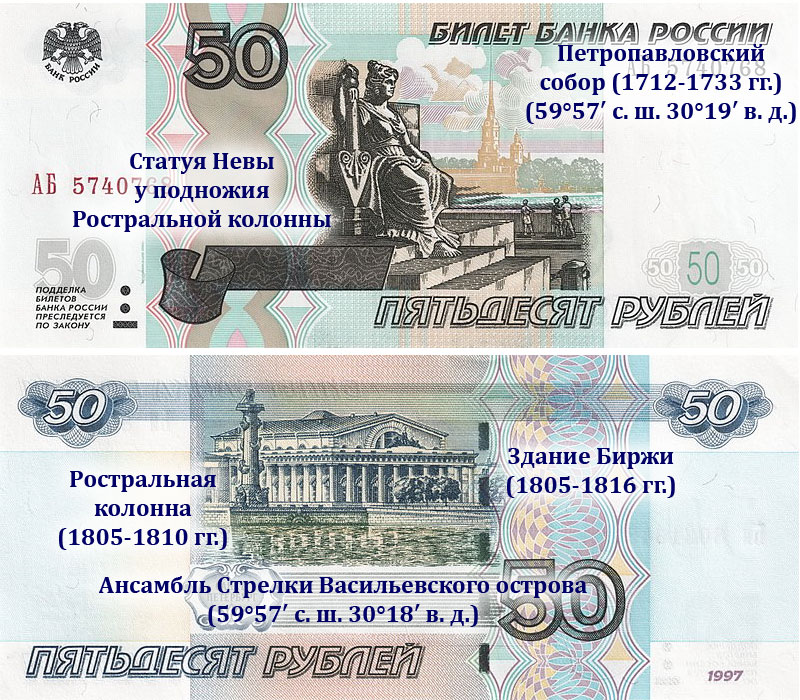 БИЛЕТ БАНКА РОССИИ
50
БАНК РОССИИ
Петропавловский
собор (1712-1733 гг.)
(59°57′ с. ш. 30°19′ в. д.)
Статуя Невы
АБ 5740768
у подножия
Ростральной колонны
50
ПОДДЕЛКА
БИЛЕТОВ
БАНКА РОССИИ
ПРЕСЛЕДУЕТСЯ
ПО ЗАКОНУ
50 50 50
ПЯТЬДЕСЯТ РУБЛЕЙ
50
50
Ростральная
колонна
(1805-1810 гг.)
Здание Биржи
(1805-1816 гг.)
Ансамбль Стрелки Васильевского острова
(59°57′ с. ш. 30°18′ в. д.)
50
ПЯТЬДЕСЯТ РУБЛЕЙ
1997